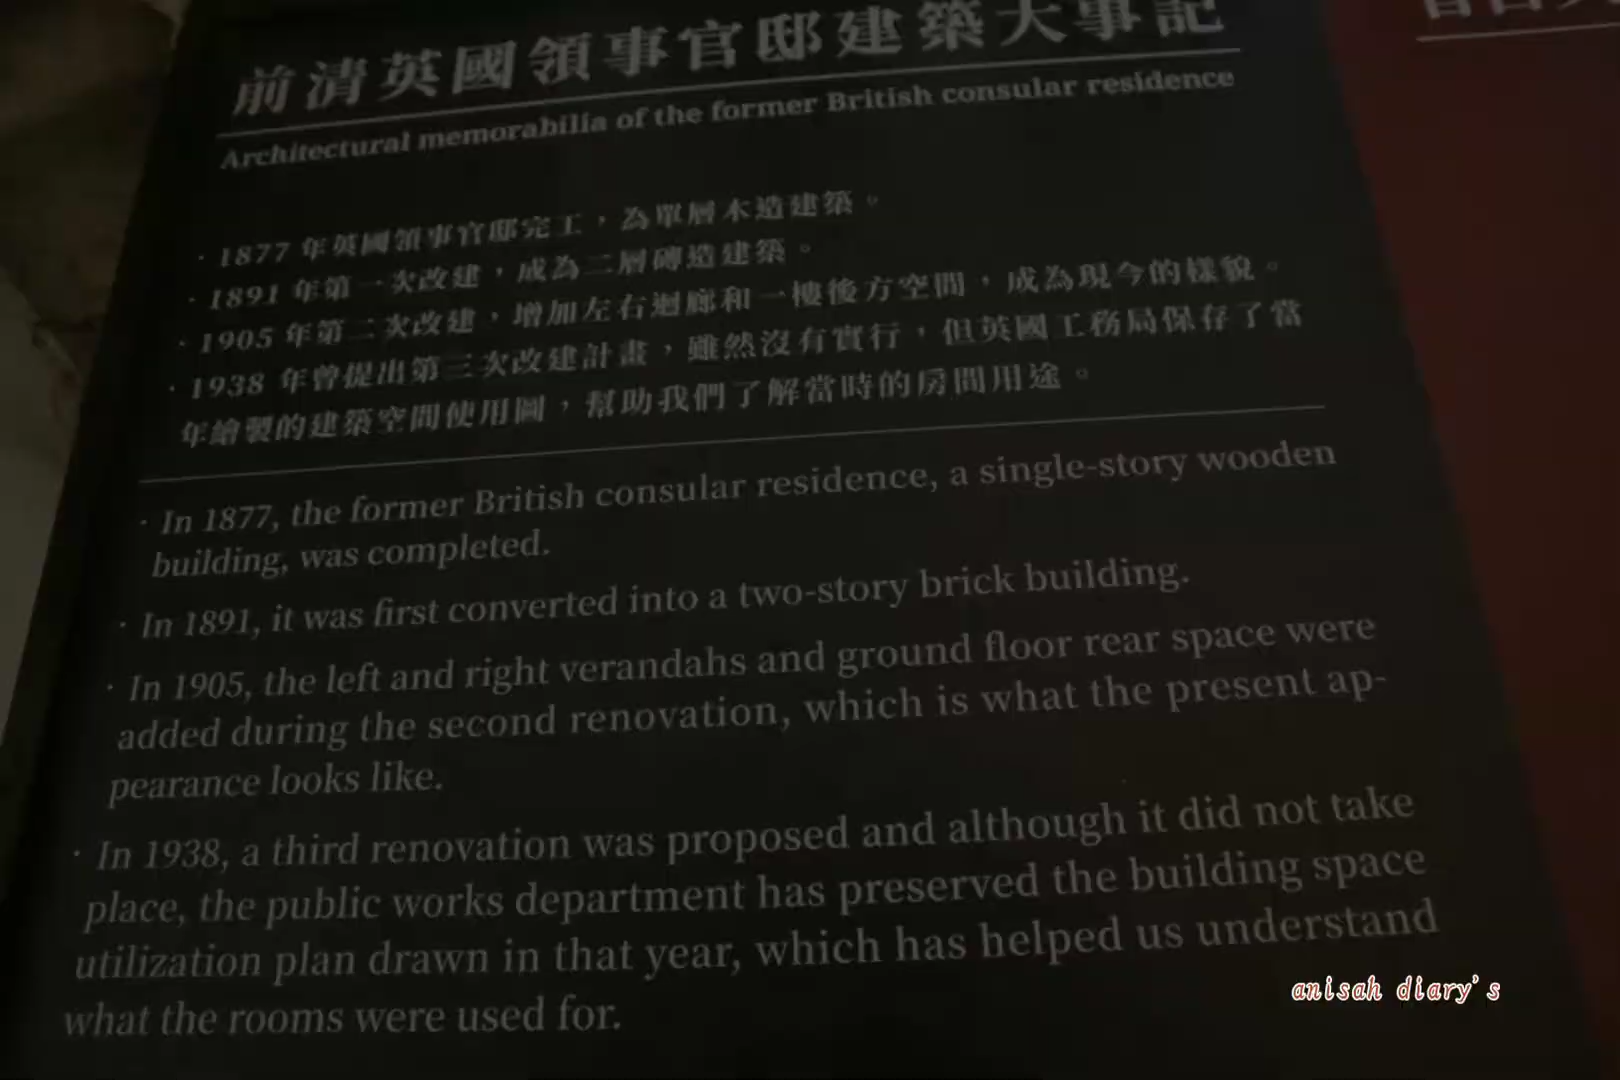 前清英國領事官邸建築大事記
Architectural memorabilia of the former British consular residence
· 1877 年英國領事官邸完工，為單層木造建築。
· 1891 年第一次改建，成為二層磚造建築。
· 1905 年第二次改建，增加左右迴廊和一樓後方空間，成為現今的樣貌。
· 1938 年曾提出第三次改建計畫，雖然沒有實行，但英國工務局保存了當
年繪製的建築空間使用圖，幫助我們了解當時的房間用途。
· In 1877, the former British consular residence, a single-story wooden
building, was completed.
· In 1891, it was first converted into a two-story brick building.
· In 1905, the left and right verandahs and ground floor rear space were
added during the second renovation, which is what the present ap-
pearance looks like.
· In 1938, a third renovation was proposed and although it did not take
place, the public works department has preserved the building space
utilization plan drawn in that year, which has helped us understand
what the rooms were used for.
anisah diary's